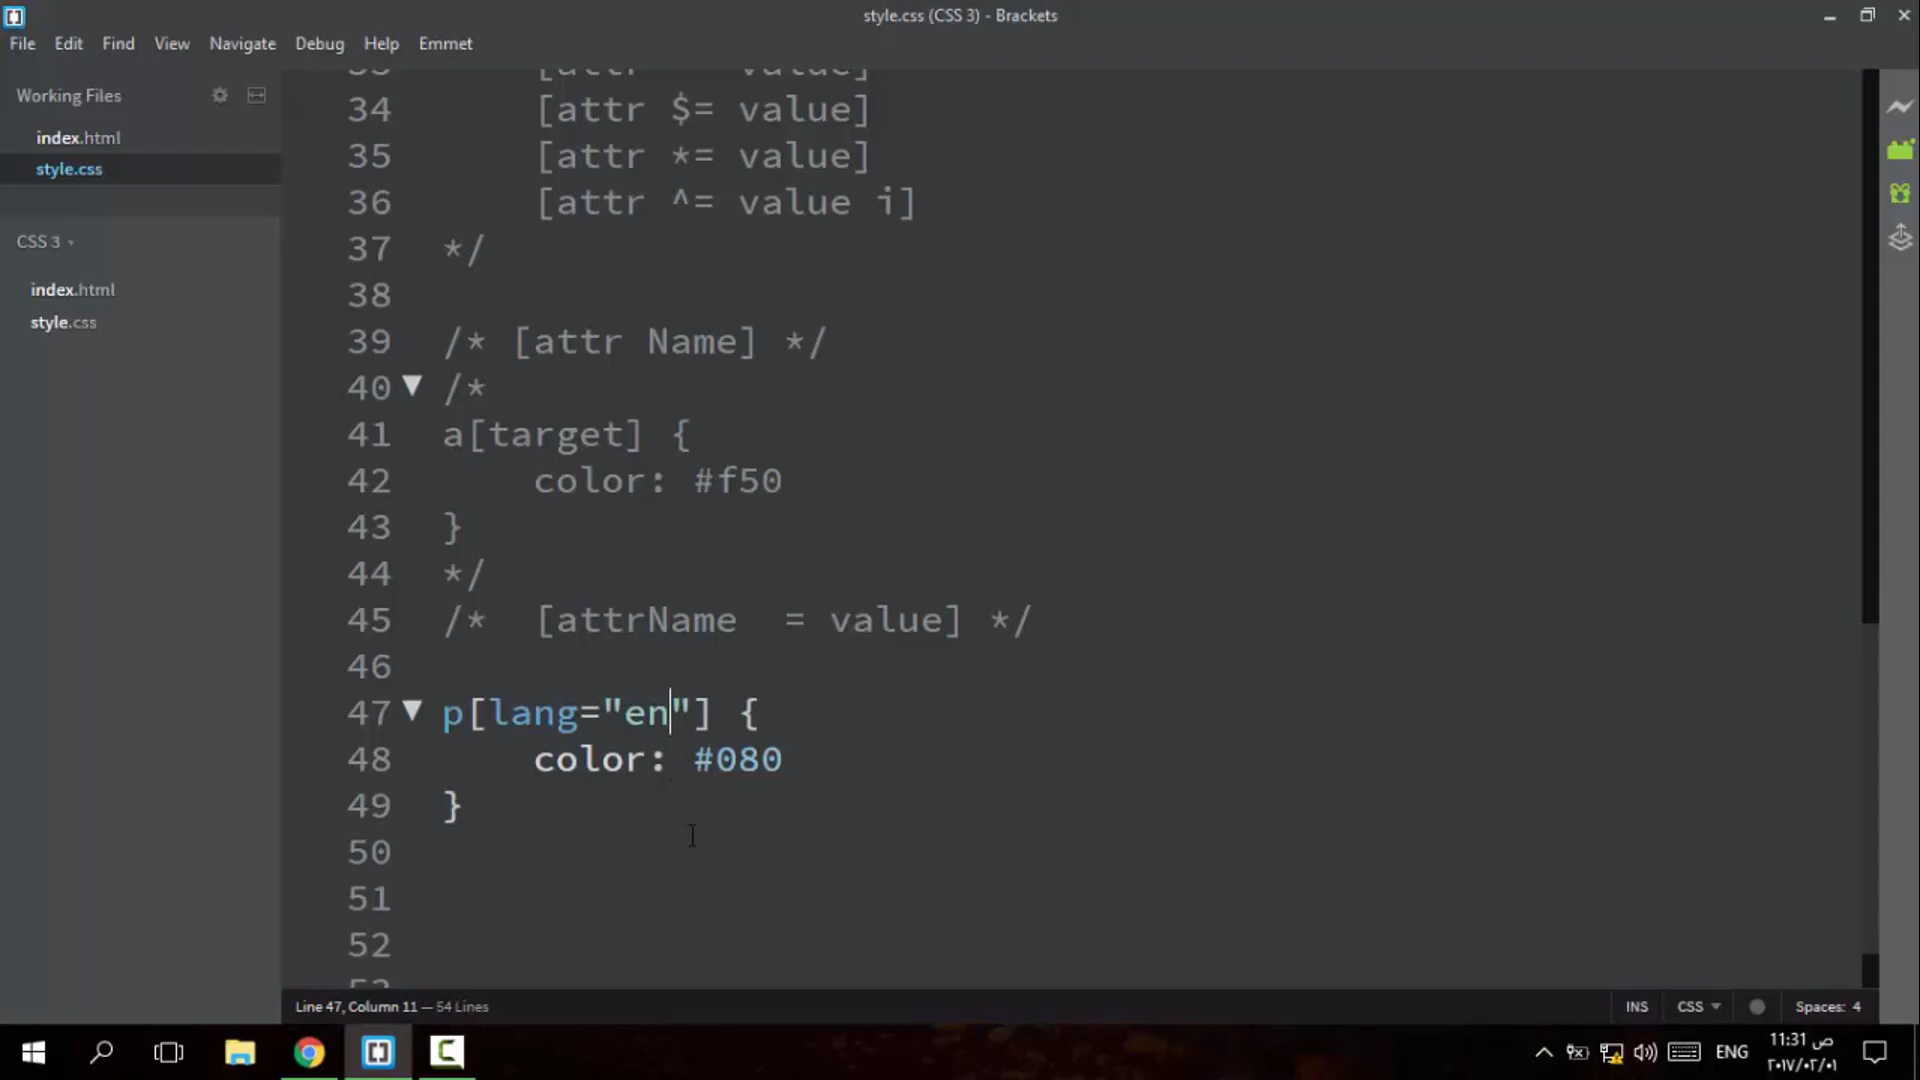 style.css (CSS 3) - Brackets
File Edit Find View Navigate Debug Help Emmet
Working Files
index.html
style.css
CSS 3
index.html
style.css
34 [attr $= value]
35 [attr *= value]
36 [attr ^= value i]
37 */
38
39 /* [attr Name] */
40 /*
41 a[target] {
42 color: #f50
43 }
44 */
45 /*  [attrName  = value] */
46
47 p[lang="en"] {
48 color: #080
49 }
50
51
52
Line 47, Column 11 — 54 Lines
INS CSS Spaces: 4
ENG
11:31 ص
٢٠١٧/٠٢/٠١